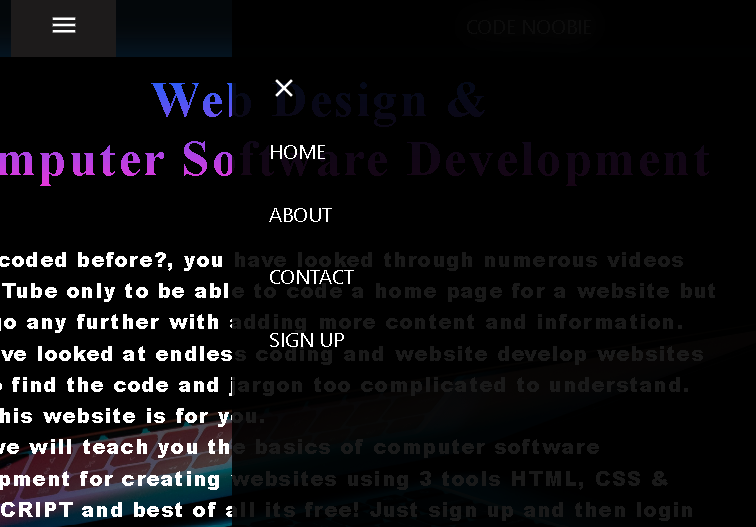 CODE NOOBIE
Web Design &
mputer Software Development
HOME
ABOUT
CONTACT
SIGN UP
coded before?, you have looked through numerous videos
Tube only to be able to code a home page for a website but
go any further with adding more content and information.
ve looked at endless coding and website develop websites
o find the code and jargon too complicated to understand.
his website is for you.
we will teach you the basics of computer software
pment for creating websites using 3 tools HTML, CSS &
CRIPT and best of all its free! Just sign up and then login